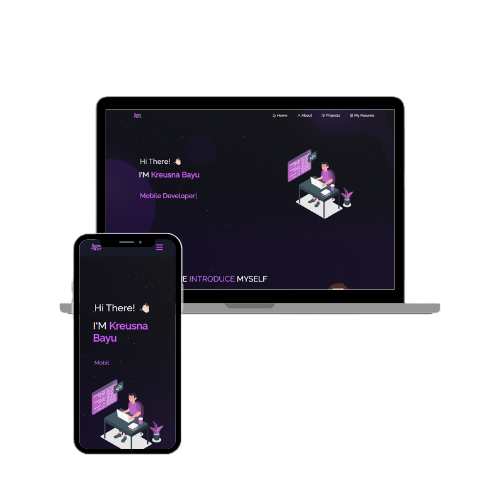 Home About Projects My Resume
Hi There!
I'M Kreusna Bayu
Mobile Developer|
INTRODUCE MYSELF
Hi There!
I'M Kreusna
Bayu
Mobil